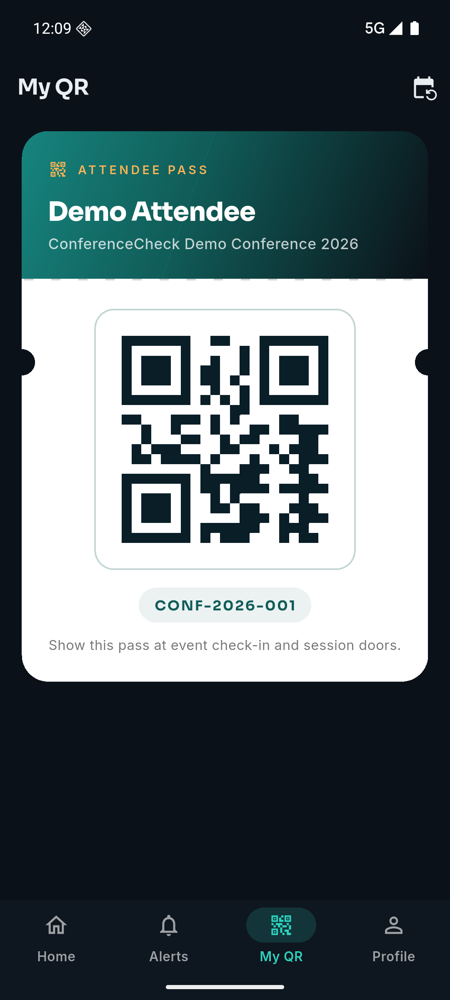 12:09
5G
My QR
ATTENDEE PASS
Demo Attendee
ConferenceCheck Demo Conference 2026
CONF-2026-001
Show this pass at event check-in and session doors.
Home
Alerts
My QR
Profile